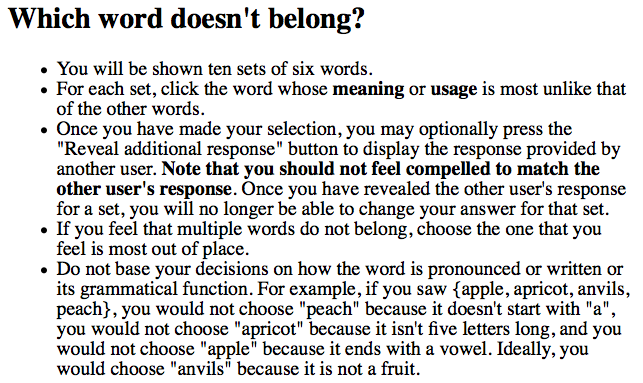 Which word doesn't belong?
• You will be shown ten sets of six words.
• For each set, click the word whose meaning or usage is most unlike that
of the other words.
• Once you have made your selection, you may optionally press the
"Reveal additional response" button to display the response provided by
another user. Note that you should not feel compelled to match the
other user's response. Once you have revealed the other user's response
for a set, you will no longer be able to change your answer for that set.
• If you feel that multiple words do not belong, choose the one that you
feel is most out of place.
• Do not base your decisions on how the word is pronounced or written or
its grammatical function. For example, if you saw {apple, apricot, anvils,
peach}, you would not choose "peach" because it doesn't start with "a",
you would not choose "apricot" because it isn't five letters long, and you
would not choose "apple" because it ends with a vowel. Ideally, you
would choose "anvils" because it is not a fruit.